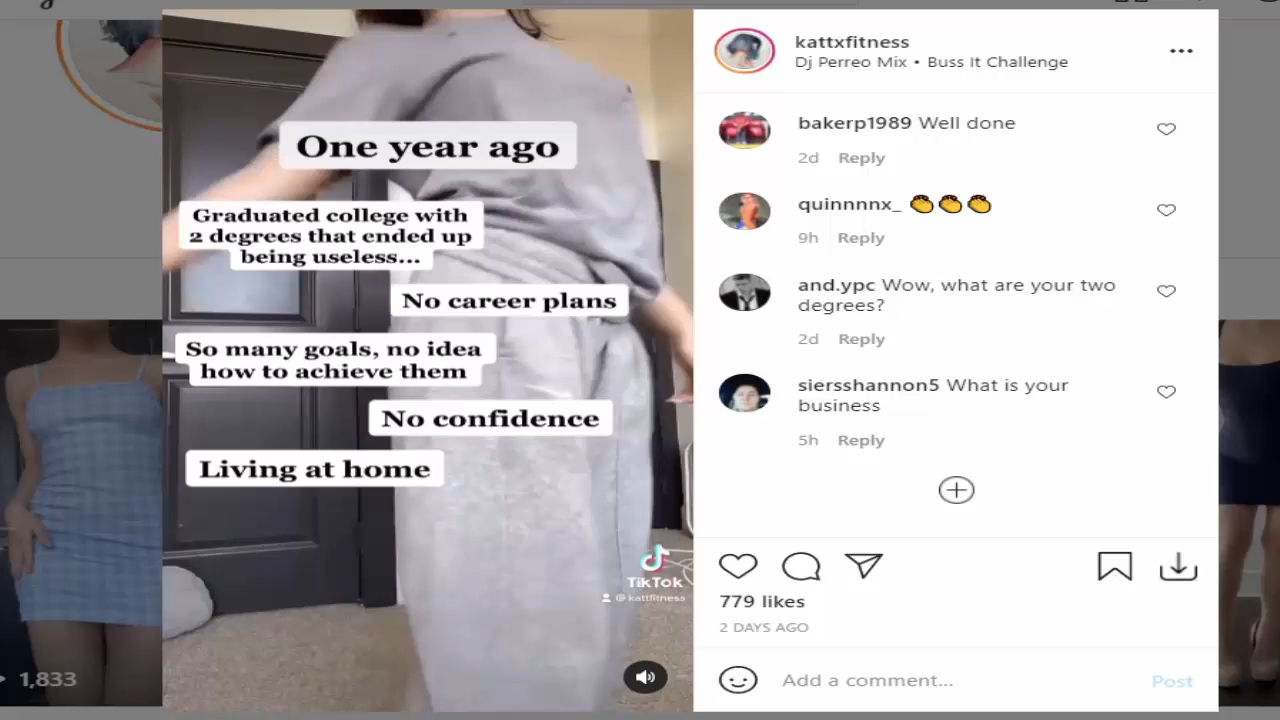 One year ago
Graduated college with
2 degrees that ended up
being useless...
No career plans
So many goals, no idea
how to achieve them
No confidence
Living at home
TikTok
@kattfitness
1,833
kattxfitness
Dj Perreo Mix • Buss It Challenge
bakerp1989 Well done
2d Reply
quinnnnx_ 👏👏👏
9h Reply
and.ypc Wow, what are your two
degrees?
2d Reply
siersshannon5 What is your
business
5h Reply
779 likes
2 DAYS AGO
Add a comment...
Post